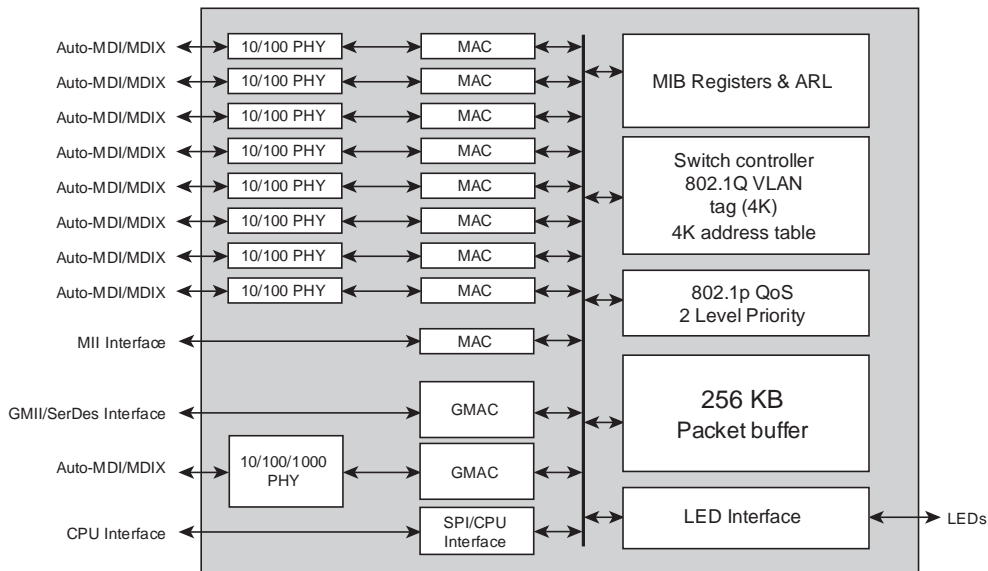 Auto-MDI/MDIX 10/100 PHY MAC
Auto-MDI/MDIX 10/100 PHY MAC
Auto-MDI/MDIX 10/100 PHY MAC
Auto-MDI/MDIX 10/100 PHY MAC
Auto-MDI/MDIX 10/100 PHY MAC
Auto-MDI/MDIX 10/100 PHY MAC
Auto-MDI/MDIX 10/100 PHY MAC
Auto-MDI/MDIX 10/100 PHY MAC
MII Interface MAC
GMII/SerDes Interface GMAC
Auto-MDI/MDIX
10/100/1000
PHY
GMAC
CPU Interface
SPI/CPU
Interface
MIB Registers & ARL
Switch controller
802.1Q VLAN
tag (4K)
4K address table
802.1p QoS
2 Level Priority
256 KB
Packet buffer
LED Interface
LEDs